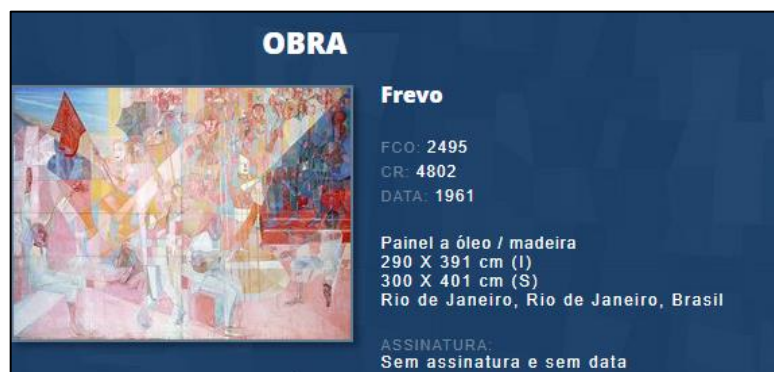 OBRA
Frevo
FCO: 2495
CR: 4802
DATA: 1961
Painel a óleo / madeira
290 X 391 cm (I)
300 X 401 cm (S)
Rio de Janeiro, Rio de Janeiro, Brasil
ASSINATURA:
Sem assinatura e sem data